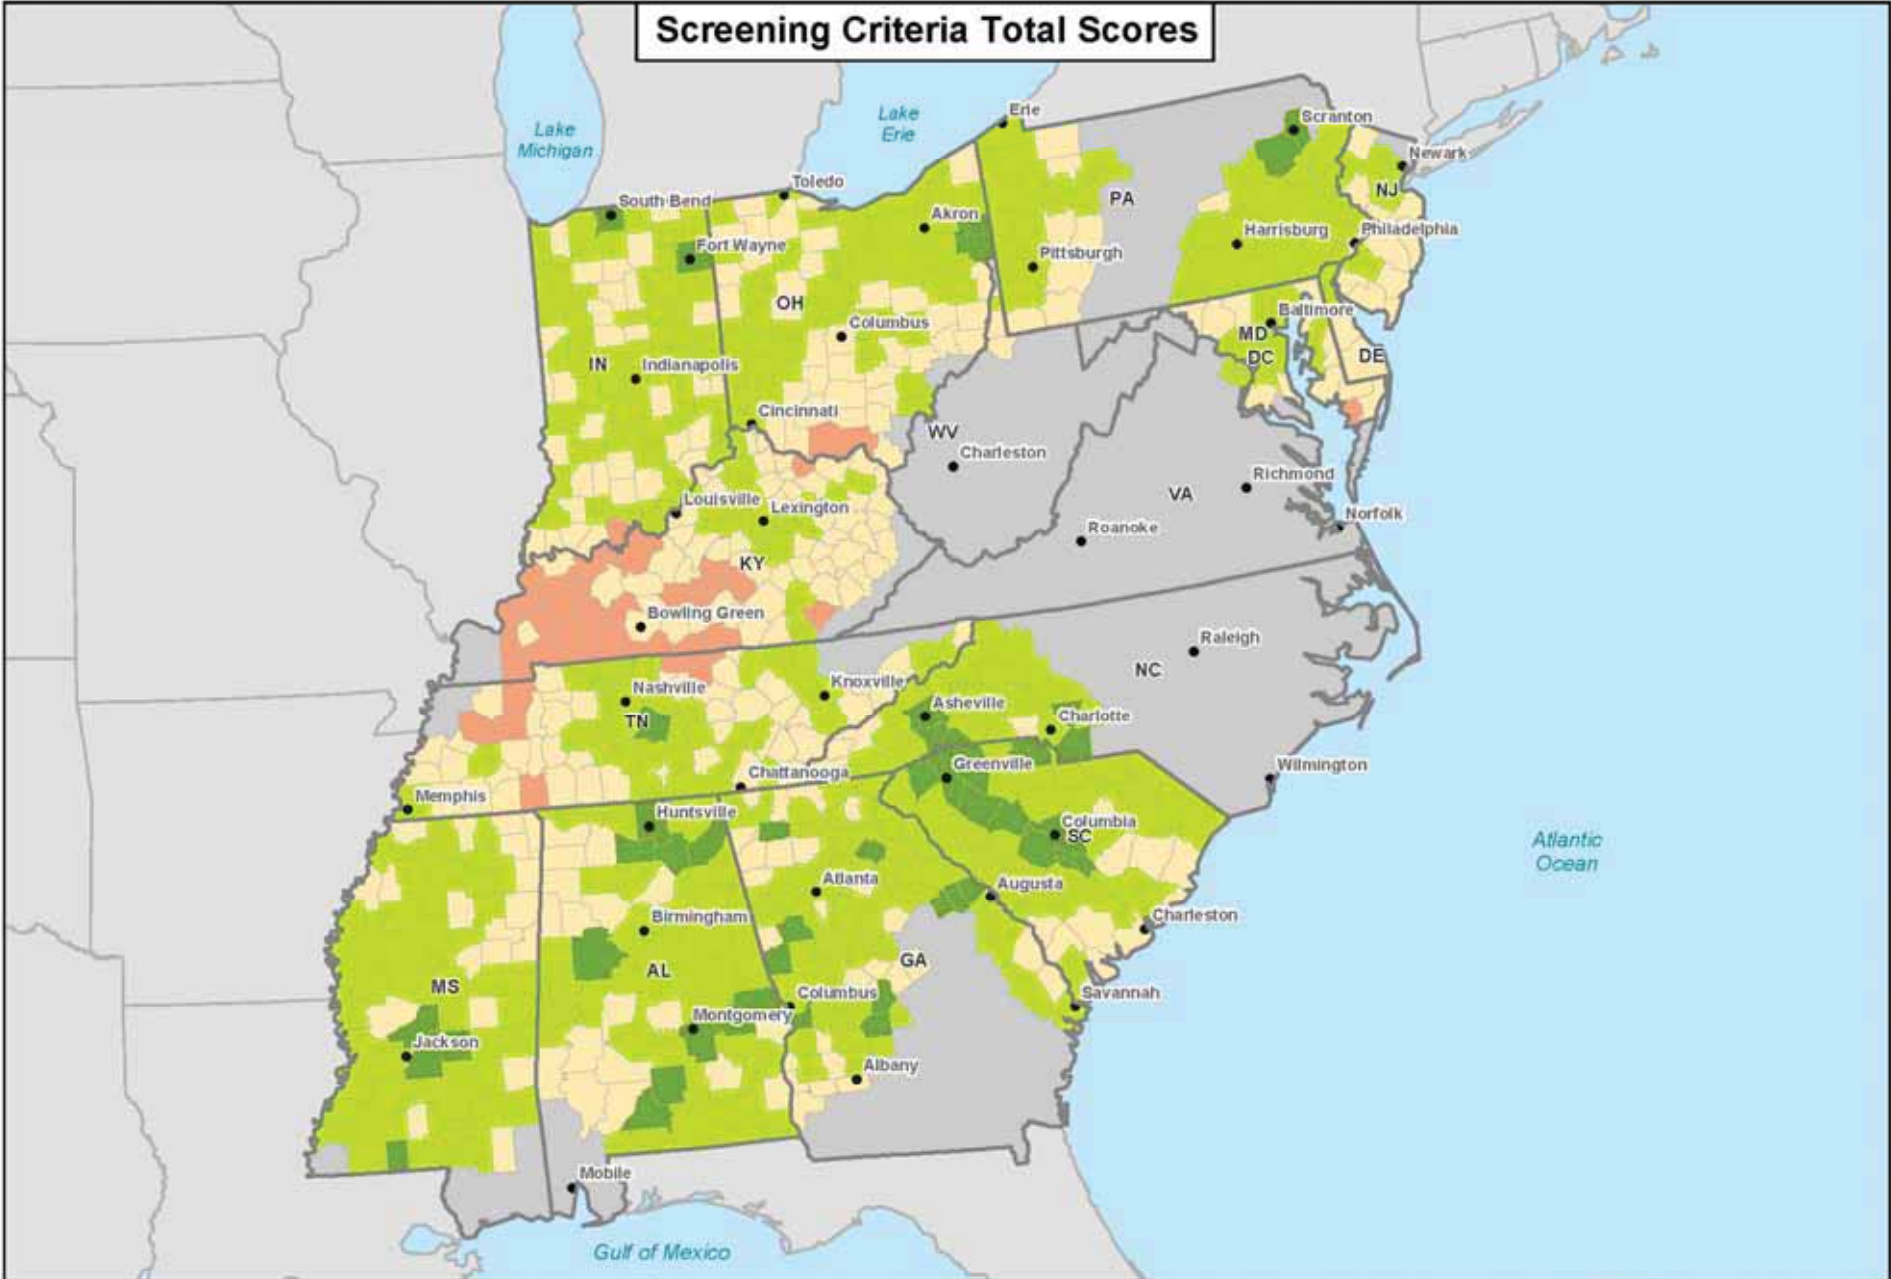 Screening Criteria Total Scores
Lake
Michigan
Lake
Erie
Erie
Scranton
Newark
NJ
PA
Toledo
South Bend
Akron
Fort Wayne
Harrisburg
Philadelphia
Pittsburgh
OH
Columbus
Baltimore
MD
DC
DE
IN
Indianapolis
Cincinnati
WV
Charleston
Richmond
VA
Norfolk
Roanoke
Louisville
Lexington
KY
Bowling Green
Raleigh
NC
Nashville
TN
Knoxville
Asheville
Charlotte
Greenville
Wilmington
Chattanooga
Memphis
Huntsville
Columbia
SC
Atlantic
Ocean
Atlanta
Augusta
Birmingham
Charleston
AL
GA
MS
Columbus
Savannah
Montgomery
Jackson
Albany
Mobile
Gulf of Mexico